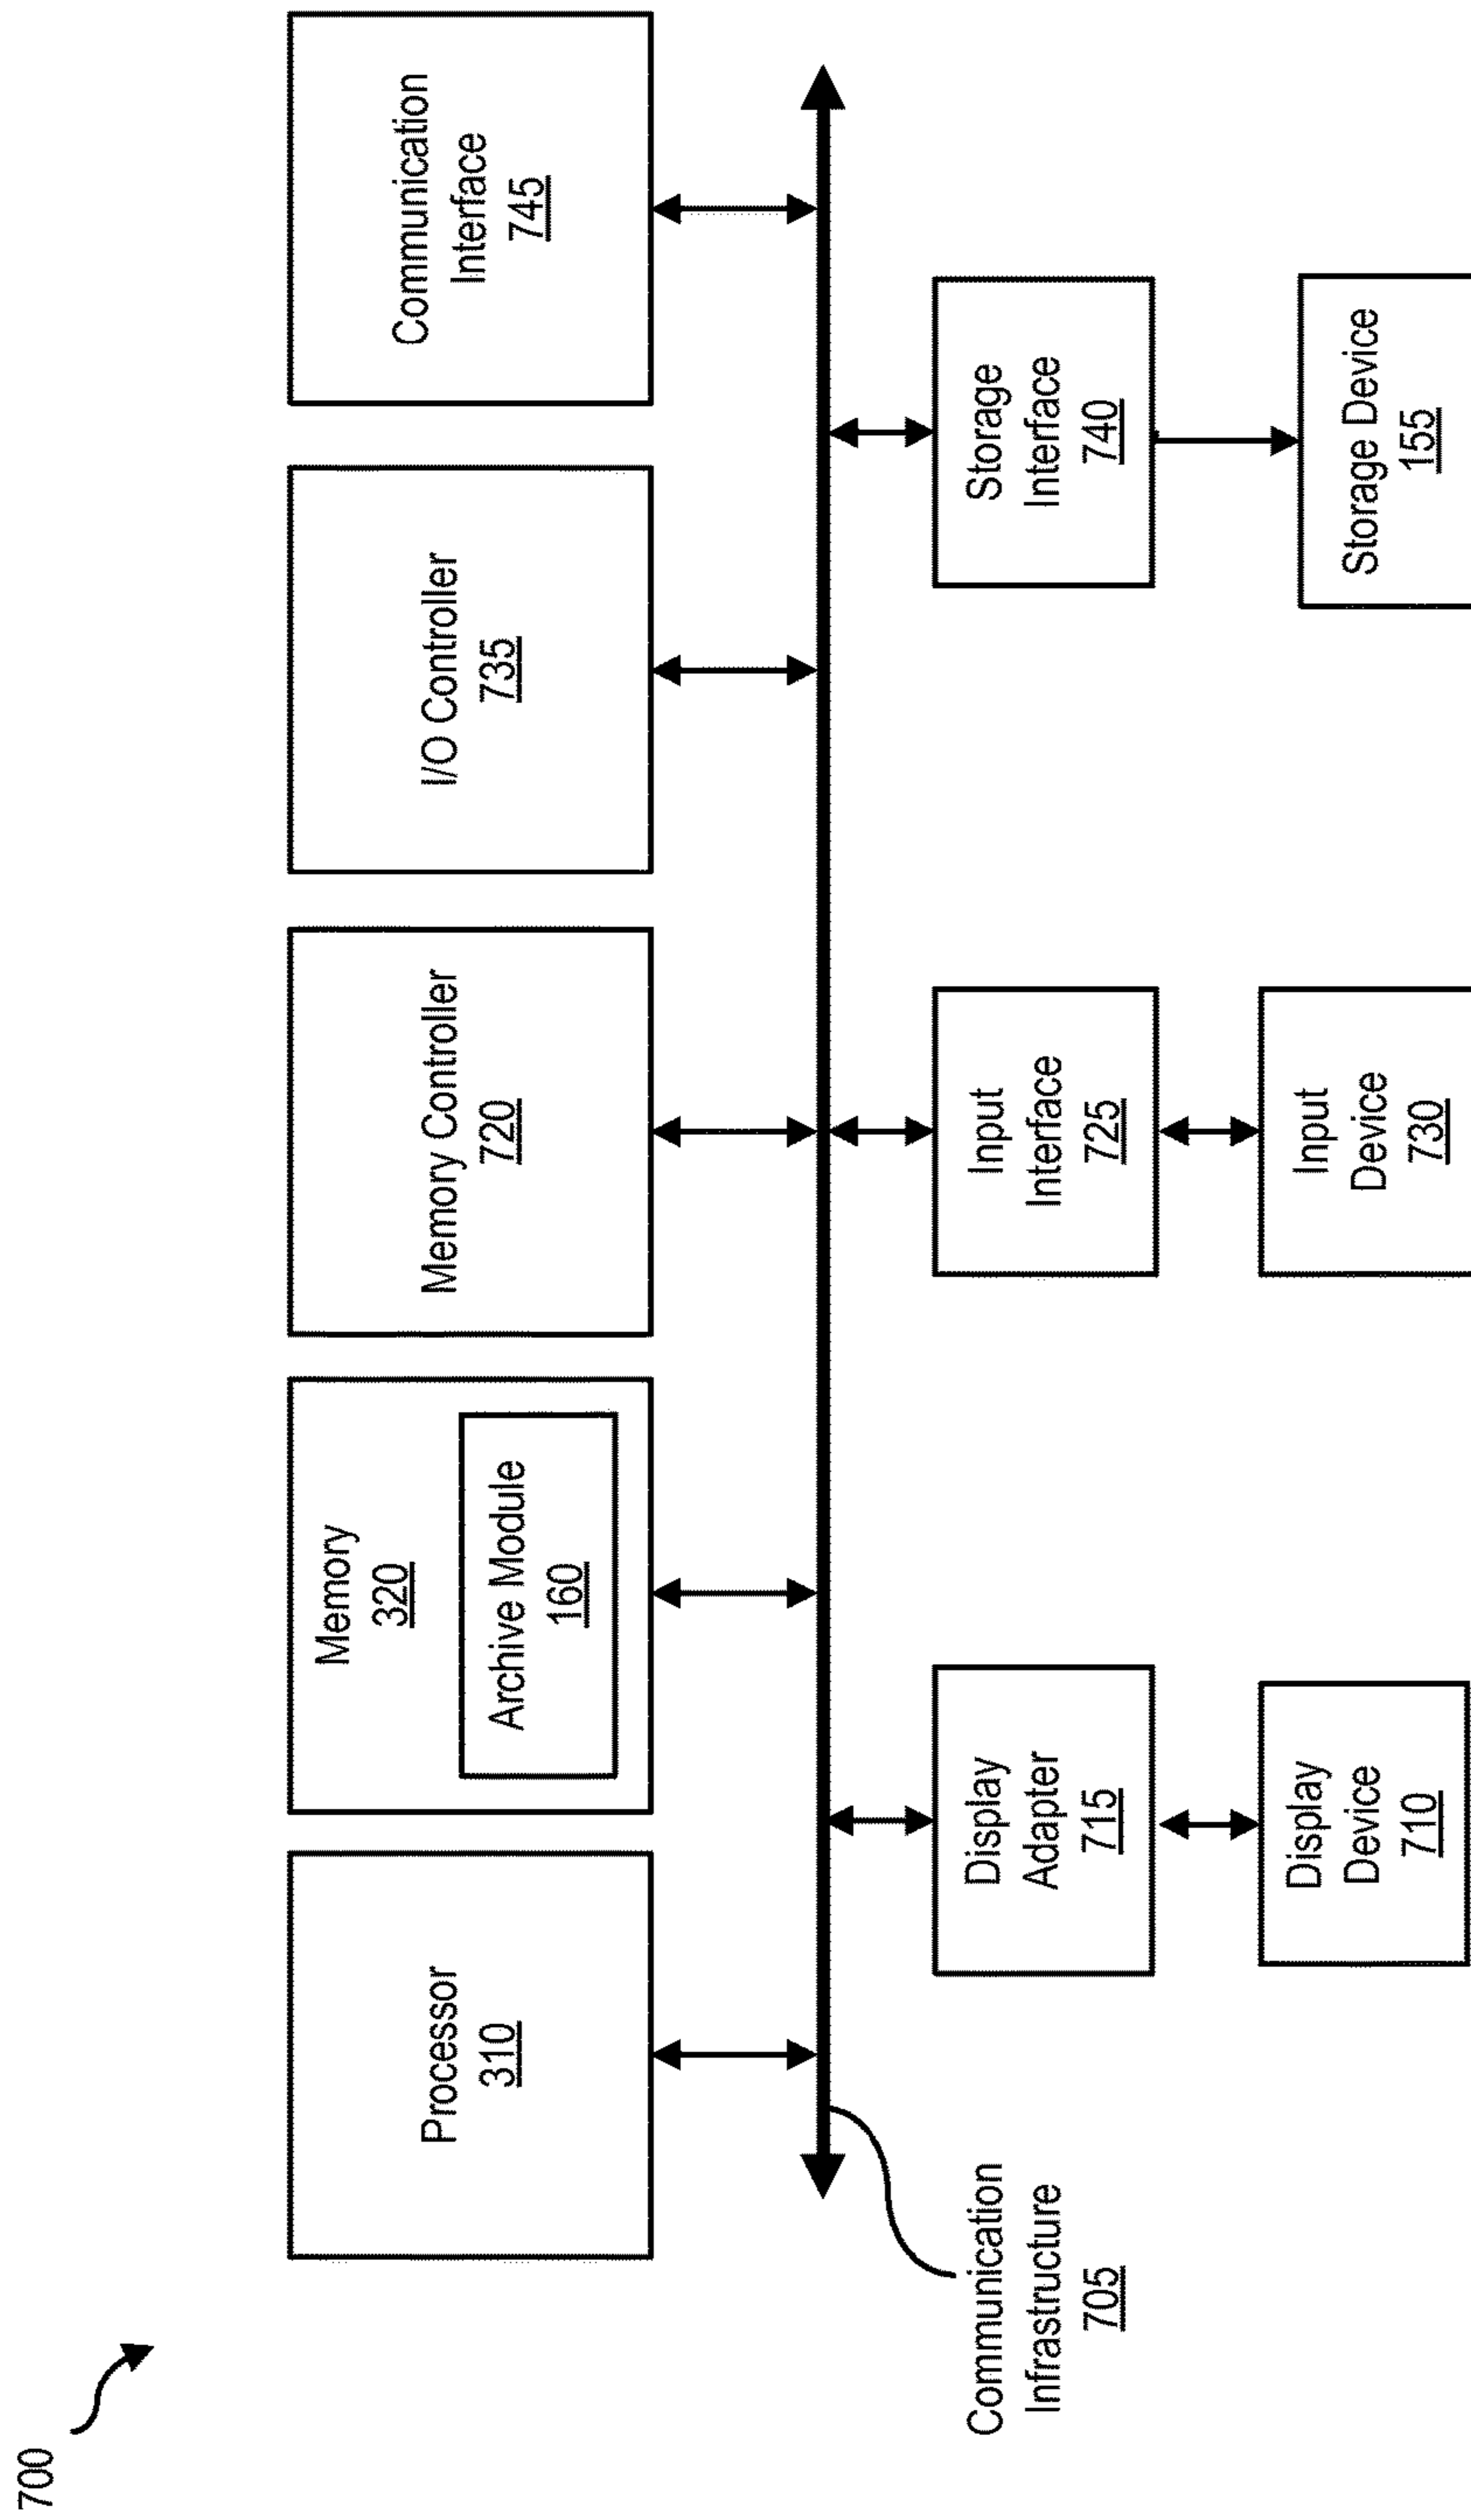 700
Processor
310
Memory
320
Archive Module
160
Memory Controller
720
I/O Controller
735
Communication
Interface
745
Communication
Infrastructure
705
Display
Adapter
715
Input
Interface
725
Storage
Interface
740
Display
Device
710
Input
Device
730
Storage Device
155